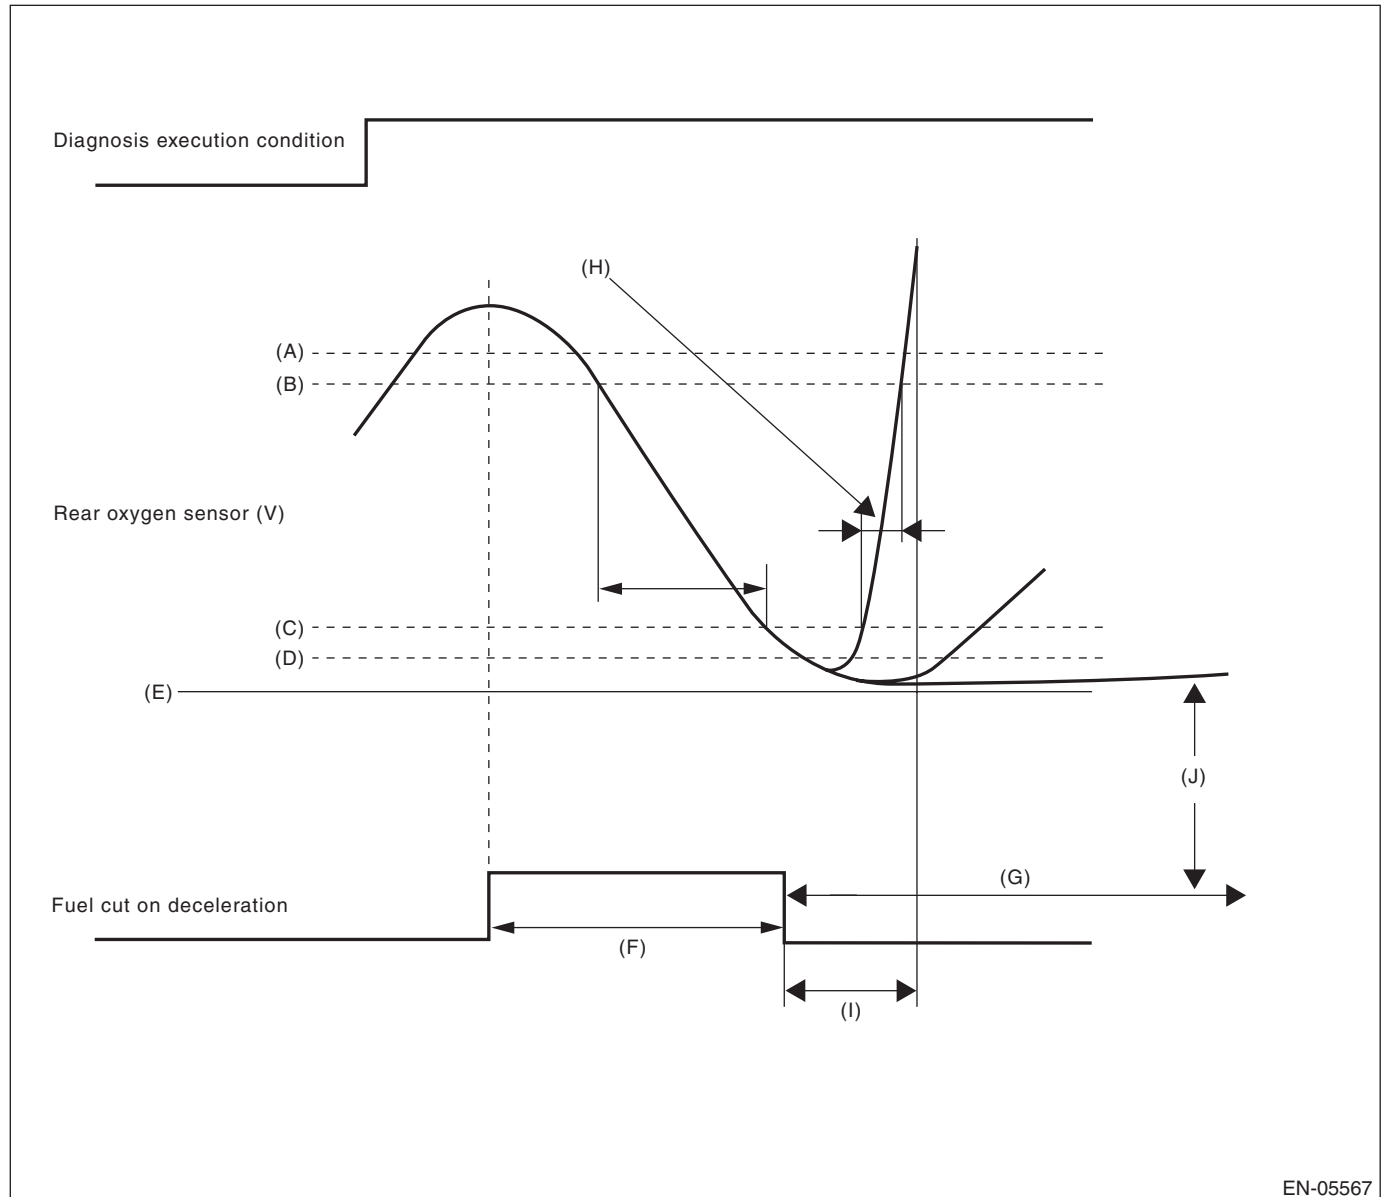 Diagnosis execution condition
(H)
(A)
(B)
Rear oxygen sensor (V)
(C)
(D)
(E)
(J)
(G)
Fuel cut on deceleration
(F)
(I)
EN-05567